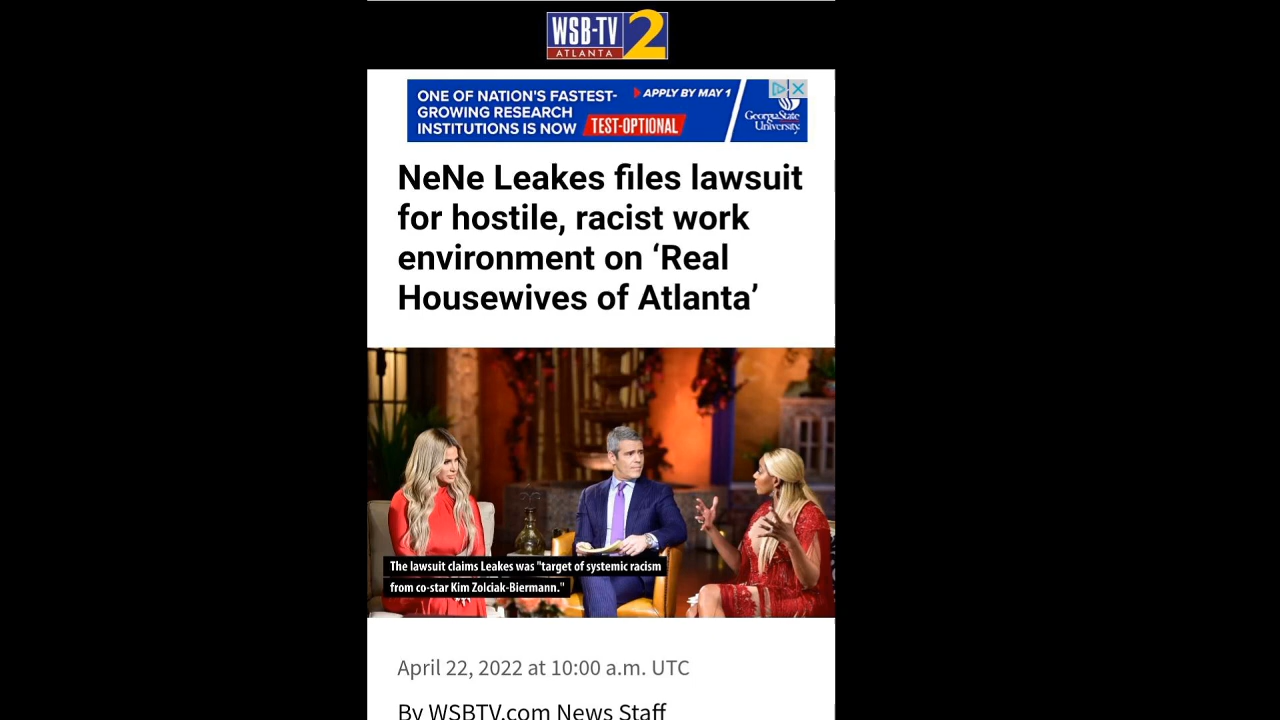 WSB-TV 2
ATLANTA
ONE OF NATION'S FASTEST-
GROWING RESEARCH
INSTITUTIONS IS NOW TEST-OPTIONAL
APPLY BY MAY 1
GeorgiaState
University
NeNe Leakes files lawsuit
for hostile, racist work
environment on ‘Real
Housewives of Atlanta’
The lawsuit claims Leakes was "target of systemic racism
from co-star Kim Zolciak-Biermann."
April 22, 2022 at 10:00 a.m. UTC
By WSBTV.com News Staff